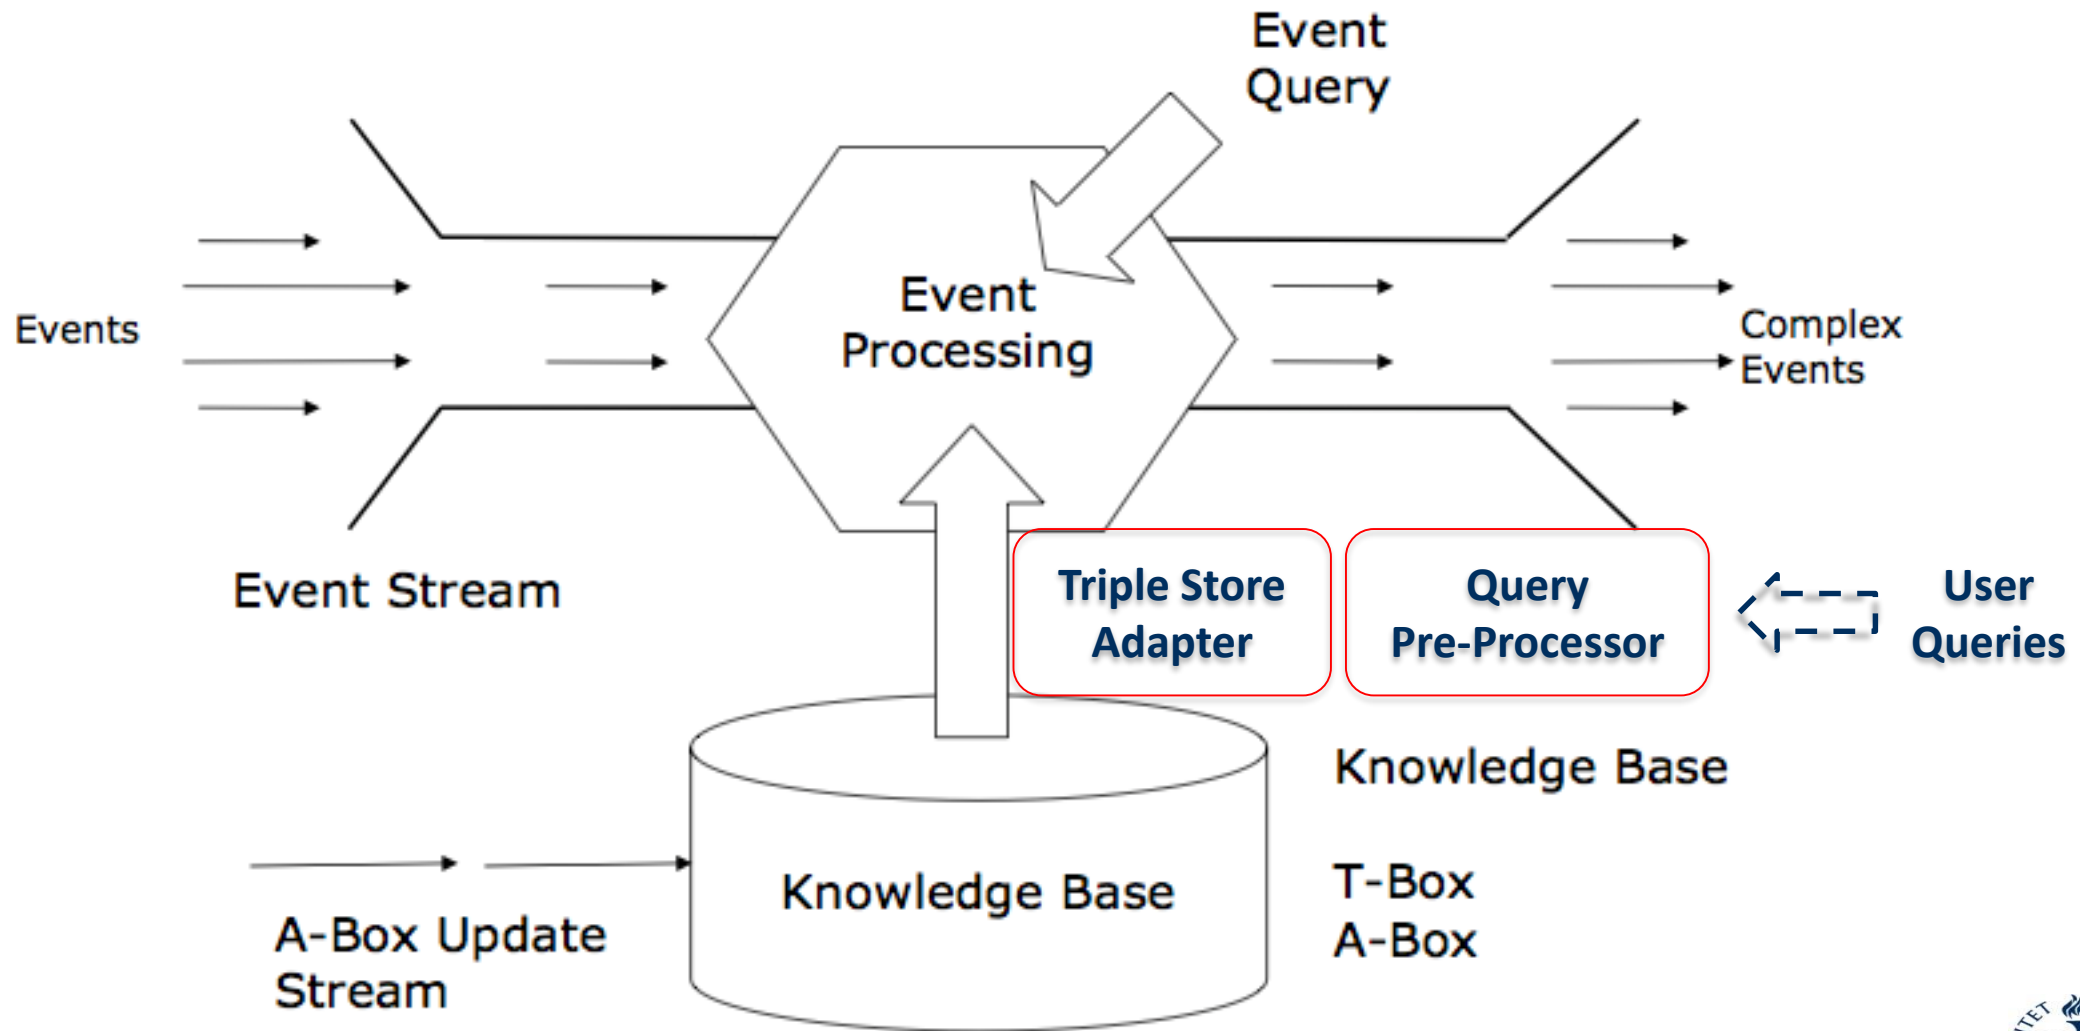 Event
Query
Events
Event
Processing
Complex
Events
Event Stream
Triple Store
Adapter
Query
Pre-Processor
User
Queries
Knowledge Base
Knowledge Base
T-Box
A-Box
A-Box Update
Stream